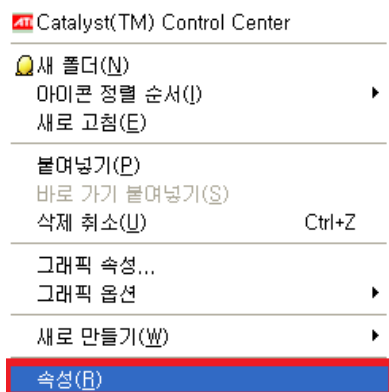 ATI Catalyst(TM) Control Center
새 폴더(N)
아이콘 정렬 순서(I)
새로 고침(E)
붙여넣기(P)
바로 가기 붙여넣기(S)
삭제 취소(U) Ctrl+Z
그래픽 속성...
그래픽 옵션
새로 만들기(W)
속성(R)